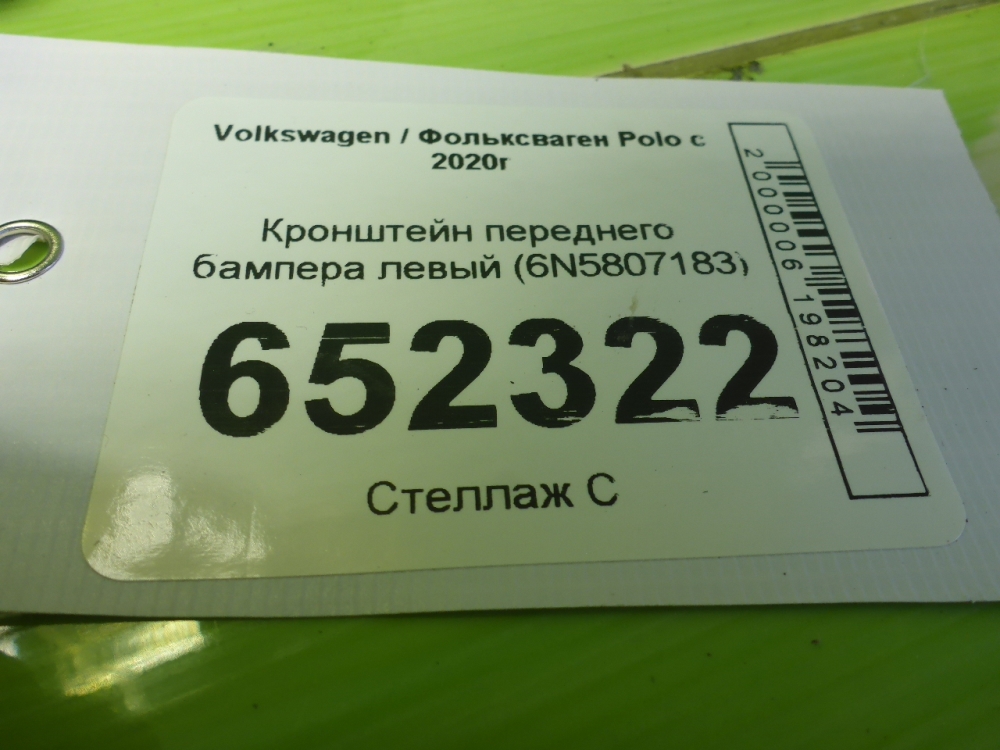 Volkswagen / Фольксваген Polo с
2020г
Кронштейн переднего
бампера левый (6N5807183)
652322
Стеллаж С
2000006198204